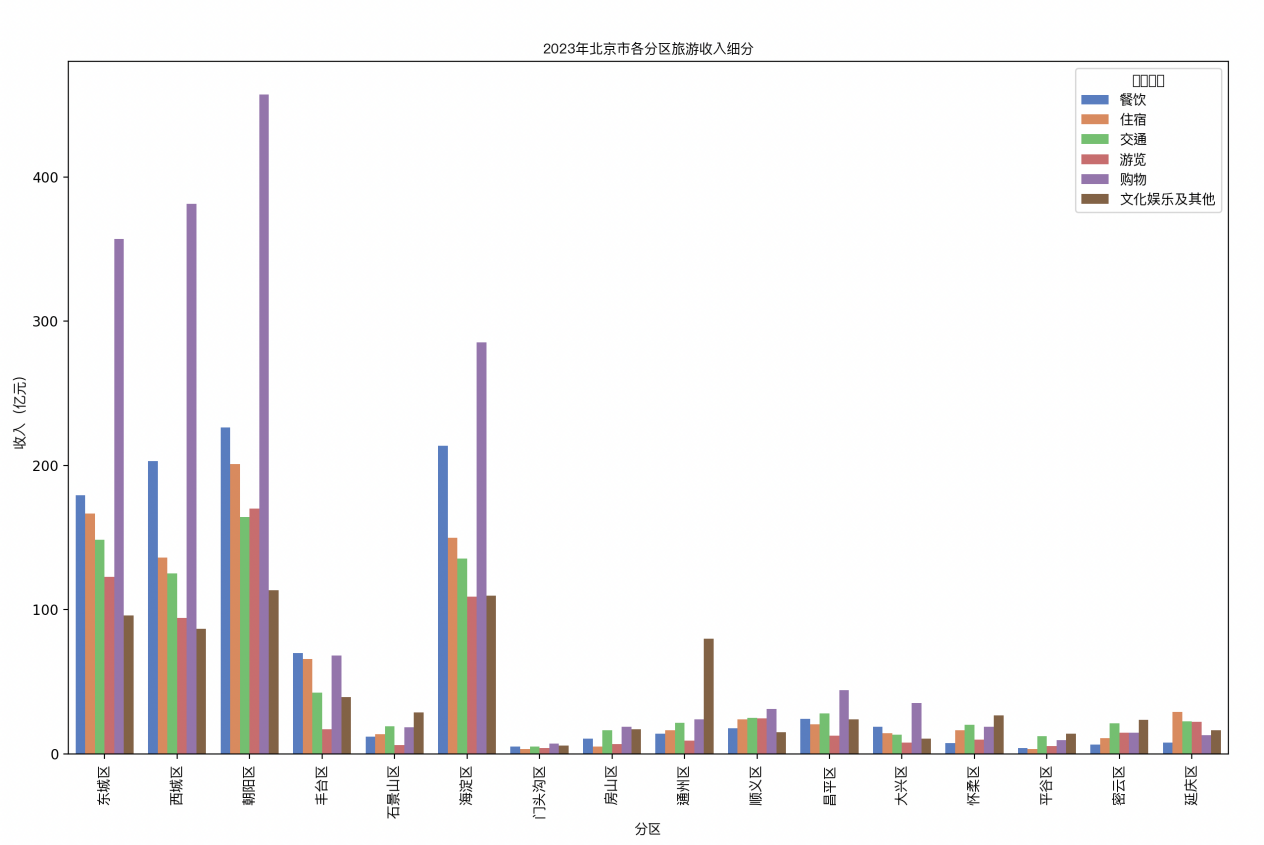 2023年北京市各分区旅游收入细分
餐饮
住宿
交通
游览
购物
文化娱乐及其他
收入（亿元）
400
300
200
100
0
东城区
西城区
朝阳区
丰台区
石景山区
海淀区
门头沟区
房山区
通州区
顺义区
昌平区
大兴区
怀柔区
平谷区
密云区
延庆区
分区